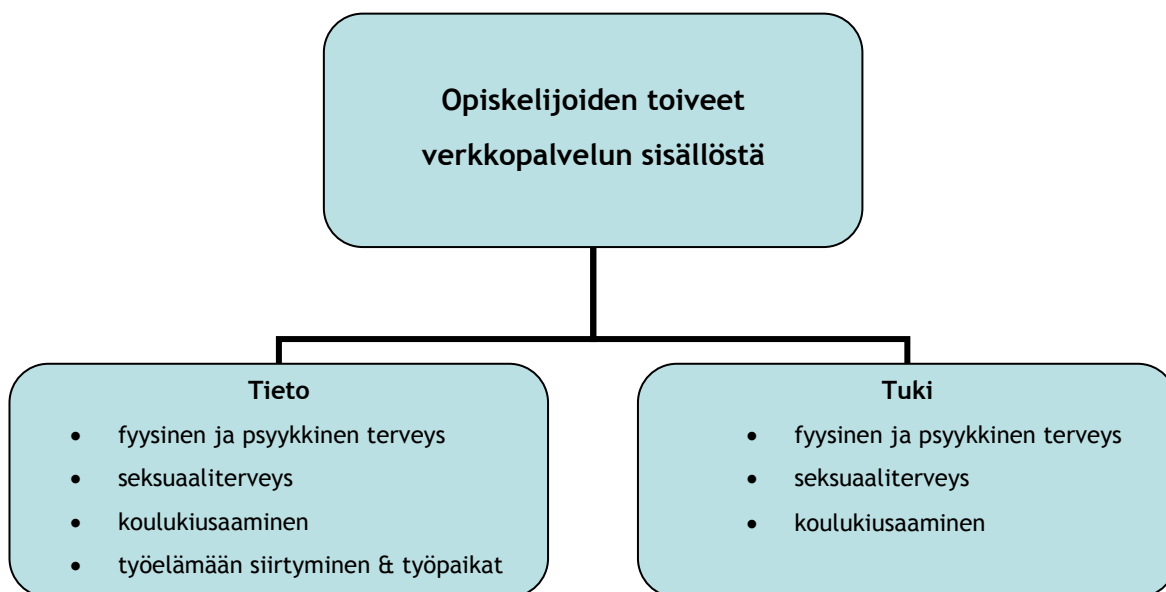 Opiskelijoiden toiveet
verkkopalvelun sisällöstä
Tieto
• fyysinen ja psyykkinen terveys
• seksuaaliterveys
• koulukiusaaminen
• työelämään siirtyminen & työpaikat
Tuki
• fyysinen ja psyykkinen terveys
• seksuaaliterveys
• koulukiusaaminen